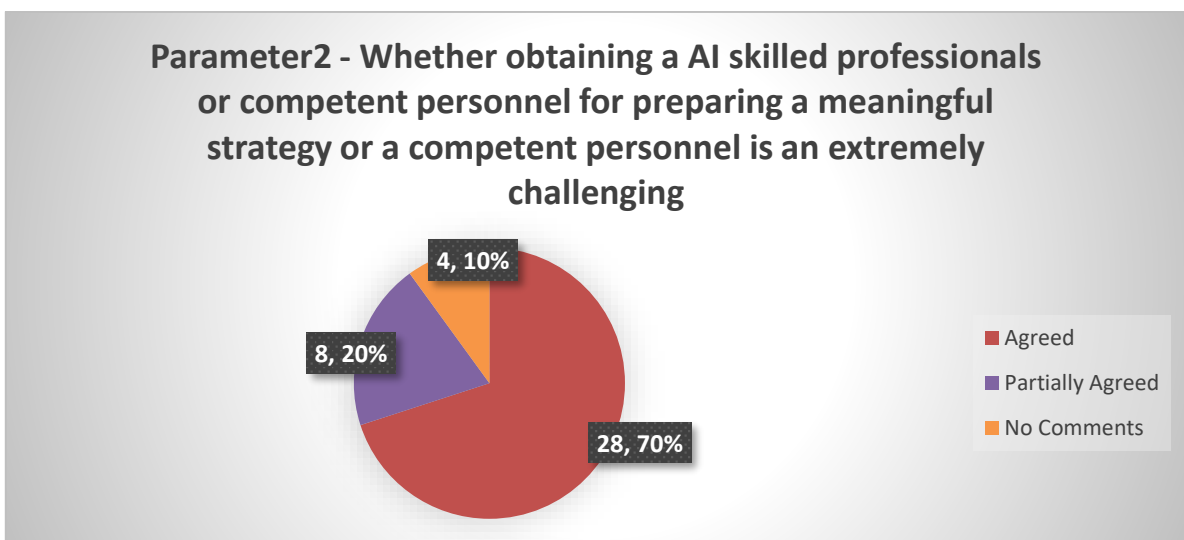 Parameter2 - Whether obtaining a AI skilled professionals
or competent personnel for preparing a meaningful
strategy or a competent personnel is an extremely
challenging
4, 10%
8, 20%
28, 70%
Agreed
Partially Agreed
No Comments